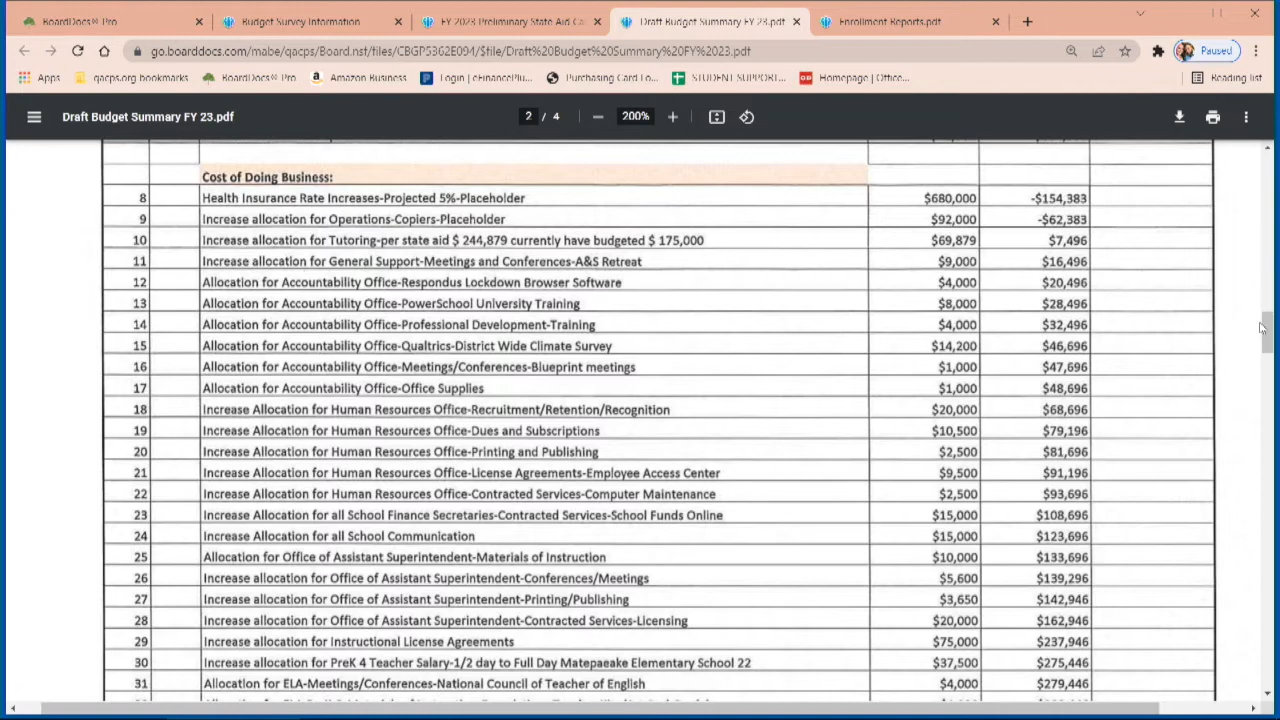 BoardDocs® Pro
Budget Survey Information
FY 2023 Preliminary State Aid Ca
Draft Budget Summary FY 23.pdf
Enrollment Reports.pdf
go.boarddocs.com/mabe/qacps/Board.nsf/files/CBGP5362E094/$file/Draft%20Budget%20Summary%20FY%2023.pdf
Paused
Apps
qacps.org bookmarks
BoardDocs® Pro
Amazon Business
Login | eFinancePlu...
Purchasing Card Lo...
STUDENT SUPPORT...
Homepage | Office...
Reading list
Draft Budget Summary FY 23.pdf
2 / 4
200%
Cost of Doing Business:
8 Health Insurance Rate Increases-Projected 5%-Placeholder $680,000 -$154,383
9 Increase allocation for Operations-Copiers-Placeholder $92,000 -$62,383
10 Increase allocation for Tutoring-per state aid $ 244,879 currently have budgeted $ 175,000 $69,879 $7,496
11 Increase allocation for General Support-Meetings and Conferences-A&S Retreat $9,000 $16,496
12 Allocation for Accountability Office-Respondus Lockdown Browser Software $4,000 $20,496
13 Allocation for Accountability Office-PowerSchool University Training $8,000 $28,496
14 Allocation for Accountability Office-Professional Development-Training $4,000 $32,496
15 Allocation for Accountability Office-Qualtrics-District Wide Climate Survey $14,200 $46,696
16 Allocation for Accountability Office-Meetings/Conferences-Blueprint meetings $1,000 $47,696
17 Allocation for Accountability Office-Office Supplies $1,000 $48,696
18 Increase Allocation for Human Resources Office-Recruitment/Retention/Recognition $20,000 $68,696
19 Increase Allocation for Human Resources Office-Dues and Subscriptions $10,500 $79,196
20 Increase Allocation for Human Resources Office-Printing and Publishing $2,500 $81,696
21 Increase Allocation for Human Resources Office-License Agreements-Employee Access Center $9,500 $91,196
22 Increase Allocation for Human Resources Office-Contracted Services-Computer Maintenance $2,500 $93,696
23 Increase Allocation for all School Finance Secretaries-Contracted Services-School Funds Online $15,000 $108,696
24 Increase Allocation for all School Communication $15,000 $123,696
25 Allocation for Office of Assistant Superintendent-Materials of Instruction $10,000 $133,696
26 Increase allocation for Office of Assistant Superintendent-Conferences/Meetings $5,600 $139,296
27 Increase allocation for Office of Assistant Superintendent-Printing/Publishing $3,650 $142,946
28 Increase allocation for Office of Assistant Superintendent-Contracted Services-Licensing $20,000 $162,946
29 Increase allocation for Instructional License Agreements $75,000 $237,946
30 Increase allocation for PreK 4 Teacher Salary-1/2 day to Full Day Matepaeake Elementary School 22 $37,500 $275,446
31 Allocation for ELA-Meetings/Conferences-National Council of Teacher of English $4,000 $279,446